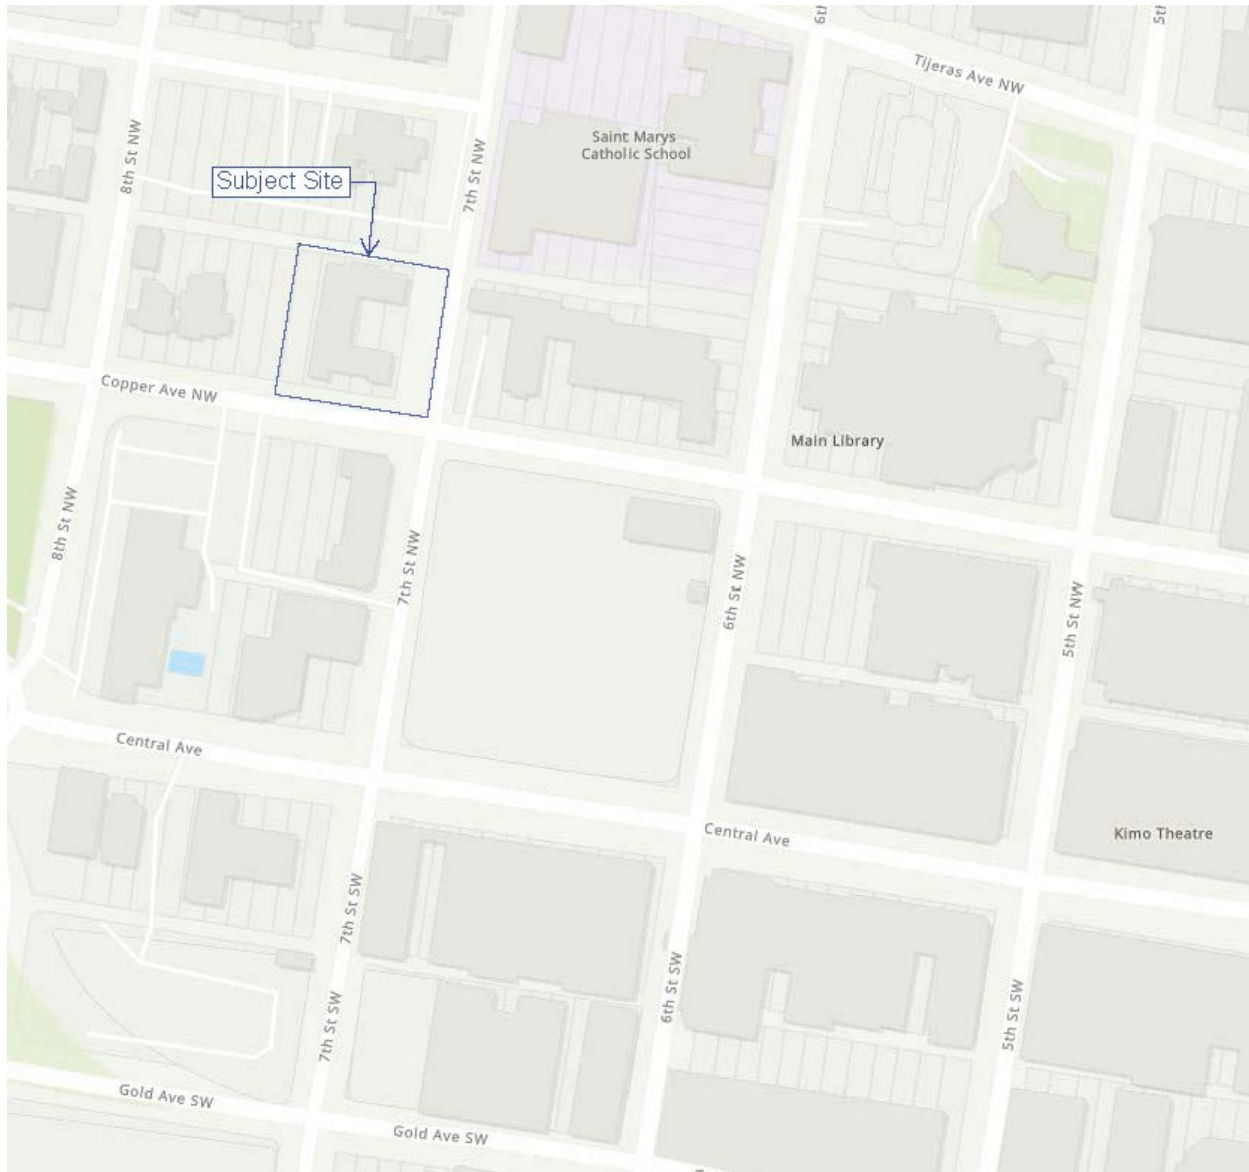 6th
5th
Tijeras Ave NW
Saint Marys
Catholic School
8th St NW
7th St NW
Subject Site
Copper Ave NW
Main Library
8th St NW
7th St NW
6th St NW
5th St NW
Central Ave
Central Ave
Kimo Theatre
7th St SW
6th St SW
5th St SW
7th St SW
Gold Ave SW
Gold Ave SW